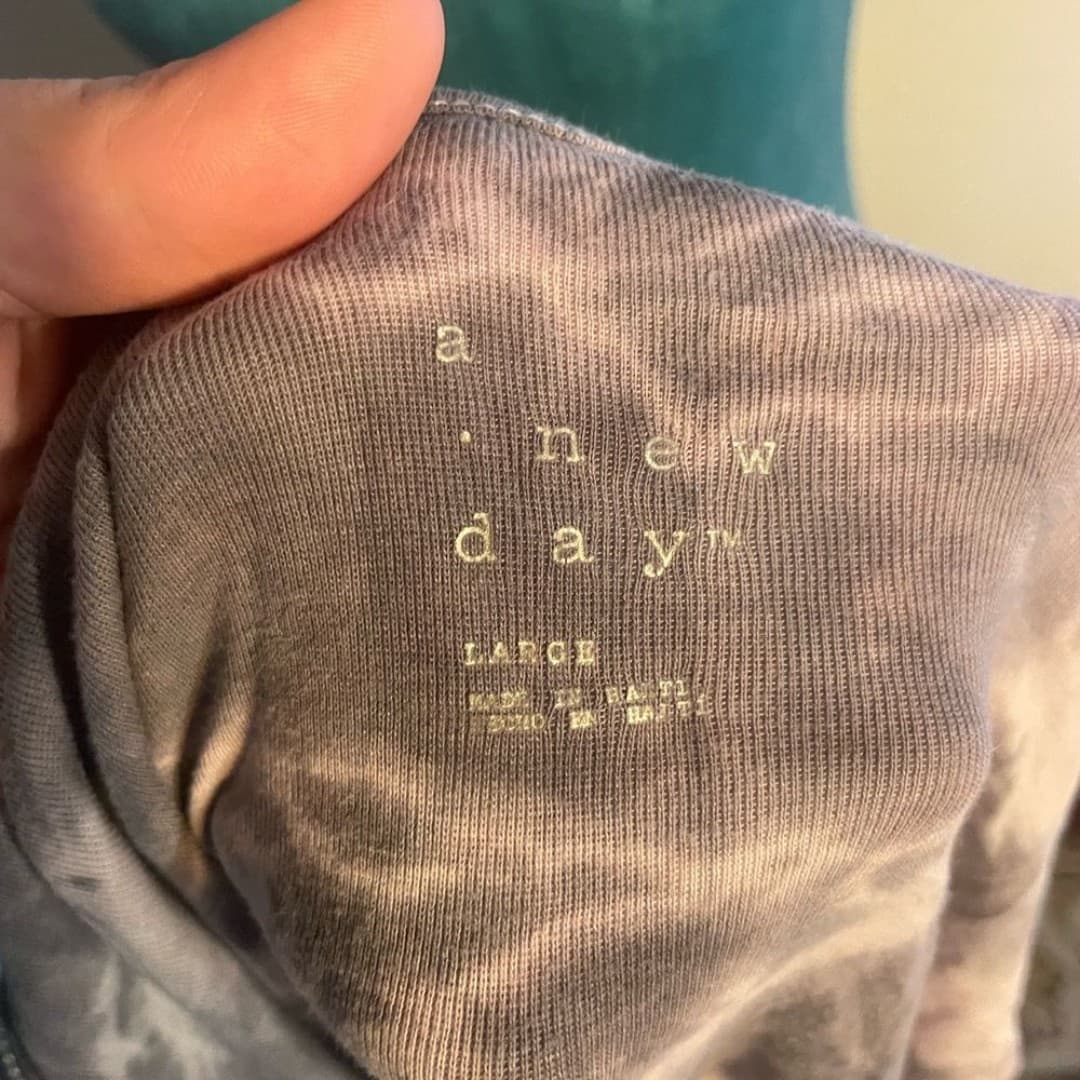 a
· new
day™
LARGE
MADE IN HAITI
HECHO EN HAITI